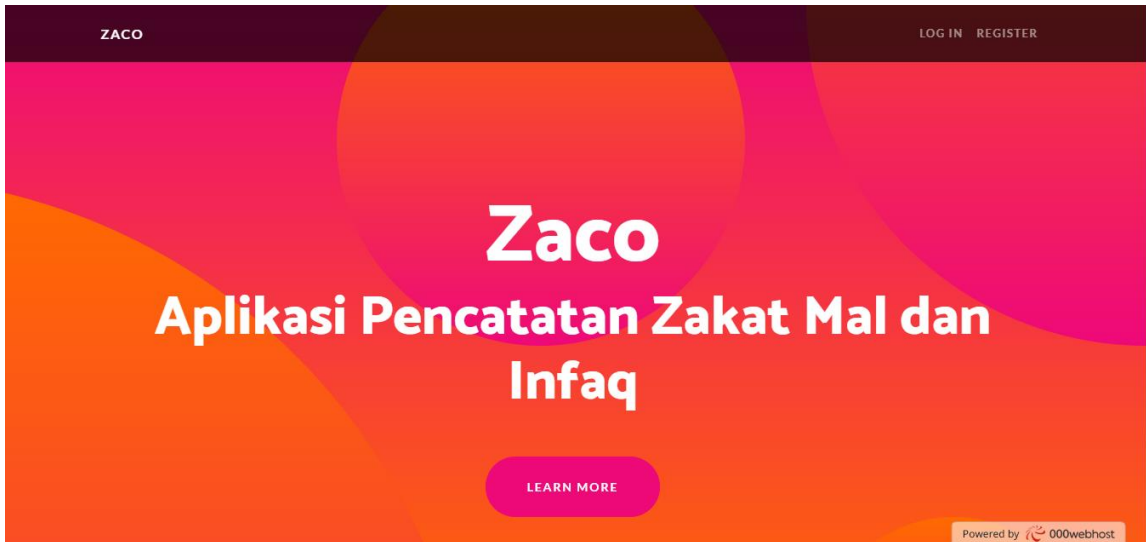 ZACO
LOG IN REGISTER
Zaco
Aplikasi Pencatatan Zakat Mal dan
Infaq
LEARN MORE
Powered by 000webhost